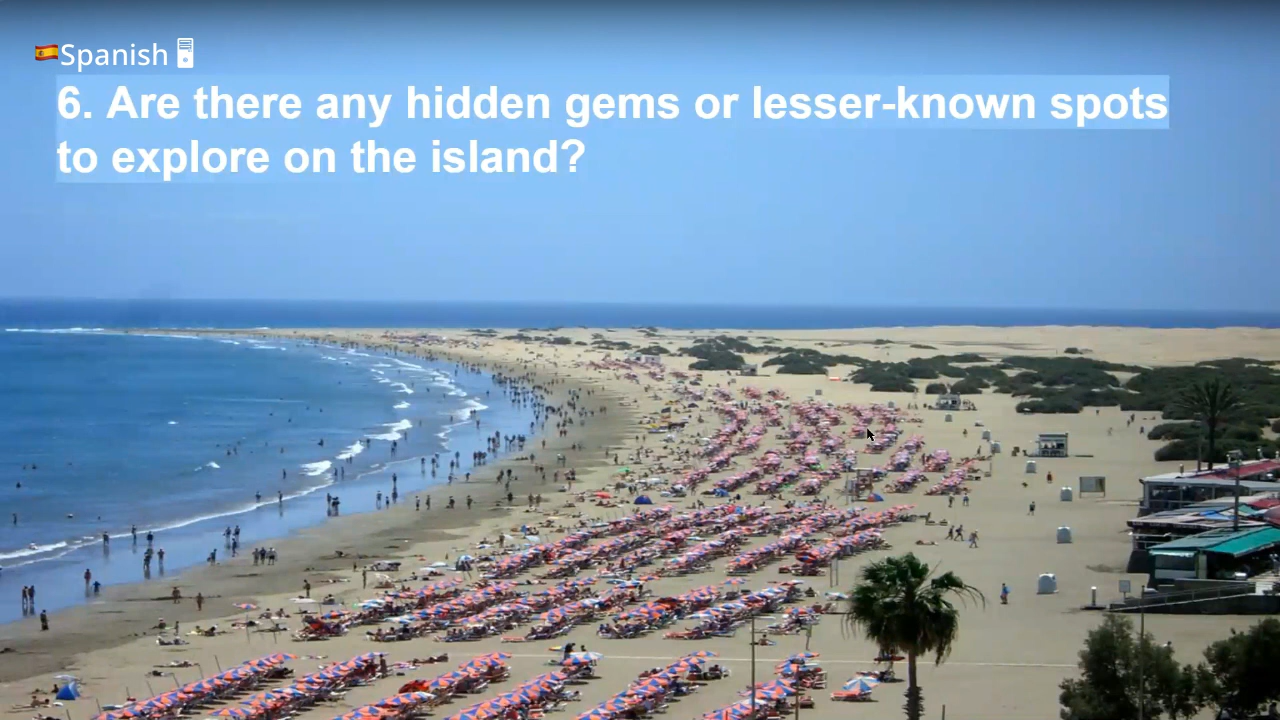 🇪🇸Spanish 🖥
6. Are there any hidden gems or lesser-known spots
to explore on the island?